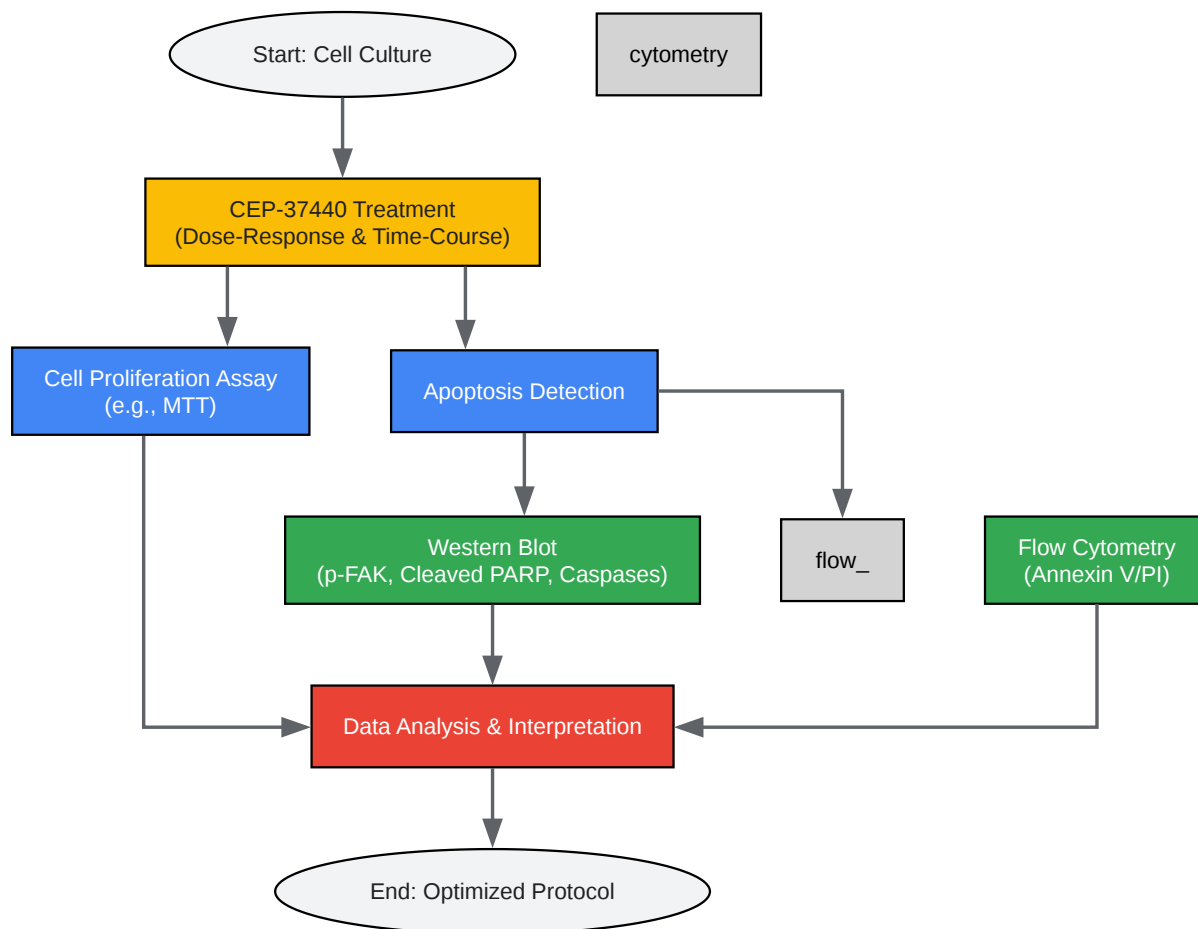 Start: Cell Culture
cytometry
CEP-37440 Treatment
(Dose-Response & Time-Course)
Cell Proliferation Assay
(e.g., MTT)
Apoptosis Detection
Western Blot
(p-FAK, Cleaved PARP, Caspases)
flow_
Flow Cytometry
(Annexin V/PI)
Data Analysis & Interpretation
End: Optimized Protocol